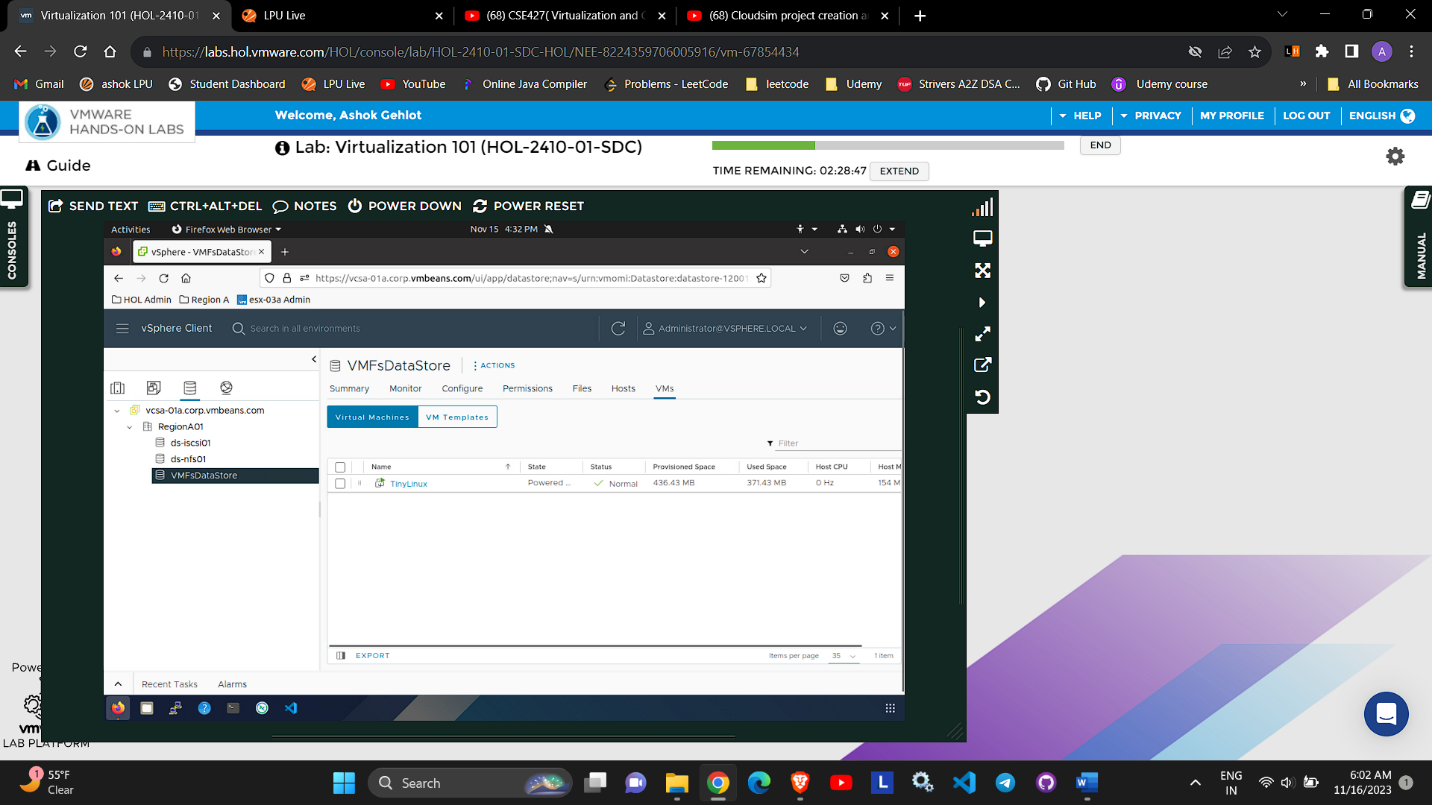 Virtualization 101 (HOL-2410-01
LPU Live
(68) CSE427( Virtualization and C
(68) Cloudsim project creation a
https://labs.hol.vmware.com/HOL/console/lab/HOL-2410-01-SDC-HOL/NEE-8224359706005916/vm-67854434
Gmail
ashok LPU
Student Dashboard
LPU Live
YouTube
Online Java Compiler
Problems - LeetCode
leetcode
Udemy
Strivers A2Z DSA C...
Git Hub
Udemy course
»
All Bookmarks
VMWARE
HANDS-ON LABS
Welcome, Ashok Gehlot
HELP
PRIVACY
MY PROFILE
LOG OUT
ENGLISH
Guide
Lab: Virtualization 101 (HOL-2410-01-SDC)
END
TIME REMAINING: 02:28:47
EXTEND
CONSOLES
MANUAL
SEND TEXT
CTRL+ALT+DEL
NOTES
POWER DOWN
POWER RESET
Activities
Firefox Web Browser
Nov 15 4:32 PM
vSphere - VMFsDataStor
https://vcsa-01a.corp.vmbeans.com/ui/app/datastore;nav=s/urn:vmomi:Datastore:datastore-12001
HOL Admin
Region A
esx-03a Admin
vSphere Client
Search in all environments
Administrator@VSPHERE.LOCAL
VMFsDataStore
ACTIONS
Summary
Monitor
Configure
Permissions
Files
Hosts
VMs
vcsa-01a.corp.vmbeans.com
RegionA01
ds-iscsi01
ds-nfs01
VMFsDataStore
Virtual Machines
VM Templates
Filter
Name
State
Status
Provisioned Space
Used Space
Host CPU
Host M
TinyLinux
Powered ...
Normal
436.43 MB
371.43 MB
0 Hz
154 M
EXPORT
Items per page
35
1 item
Recent Tasks
Alarms
Powe
vmw
LAB PLATFORM
55°F
Clear
1
Search
ENG
IN
6:02 AM
11/16/2023
1